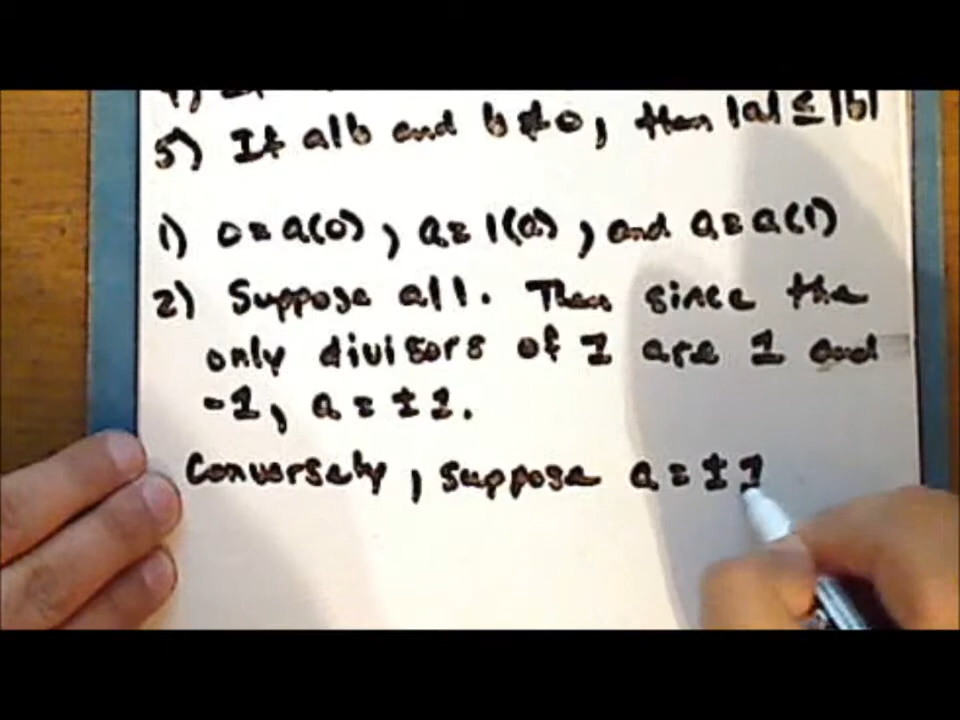 5) If a|b and b≠0, then |a|≤|b|
1) 0=a(0), a=1(a), and a=a(1)
2) Suppose a|1. Then since the
only divisors of 1 are 1 and
-1, a=±1.
Conversely, suppose a=±1